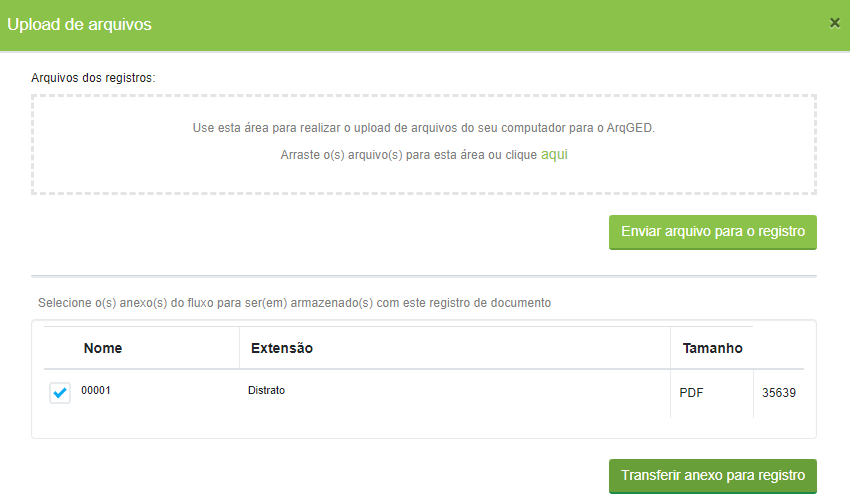 Upload de arquivos ×
Arquivos dos registros:
Use esta área para realizar o upload de arquivos do seu computador para o ArqGED.
Arraste o(s) arquivo(s) para esta área ou clique aqui
Enviar arquivo para o registro
Selecione o(s) anexo(s) do fluxo para ser(em) armazenado(s) com este registro de documento
Nome Extensão Tamanho
00001 Distrato PDF 35639
Transferir anexo para registro